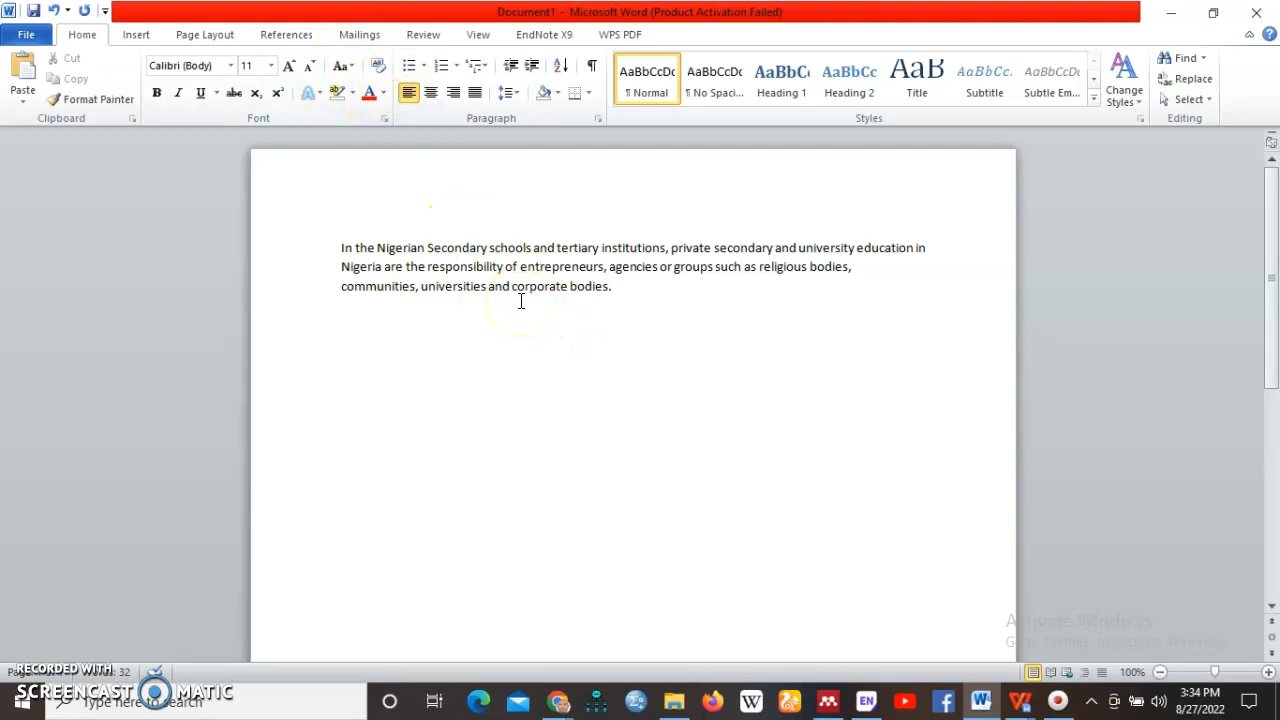 Document1 - Microsoft Word (Product Activation Failed)
File Home Insert Page Layout References Mailings Review View EndNote X9 WPS PDF
Paste
Cut
Copy
Format Painter
Clipboard
Calibri (Body) 11
Font
Paragraph
AaBbCcDc AaBbCcDc AaBbCc AaBbCc AaB AaBbCc. AaBbCcDc
¶ Normal ¶ No Spaci... Heading 1 Heading 2 Title Subtitle Subtle Em...
Change
Styles
Styles
Find
Replace
Select
Editing
In the Nigerian Secondary schools and tertiary institutions, private secondary and university education in
Nigeria are the responsibility of entrepreneurs, agencies or groups such as religious bodies,
communities, universities and corporate bodies.
Activate Windows
RECORDED WITH
SCREENCAST MATIC
32
100%
Type here to search
3:34 PM
8/27/2022